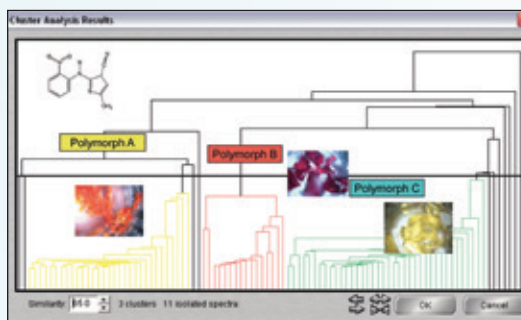 Cluster Analysis Results
Polymorph A
Polymorph B
Polymorph C
Similarity:
3 clusters
11 isolated spectra
OK
Cancel